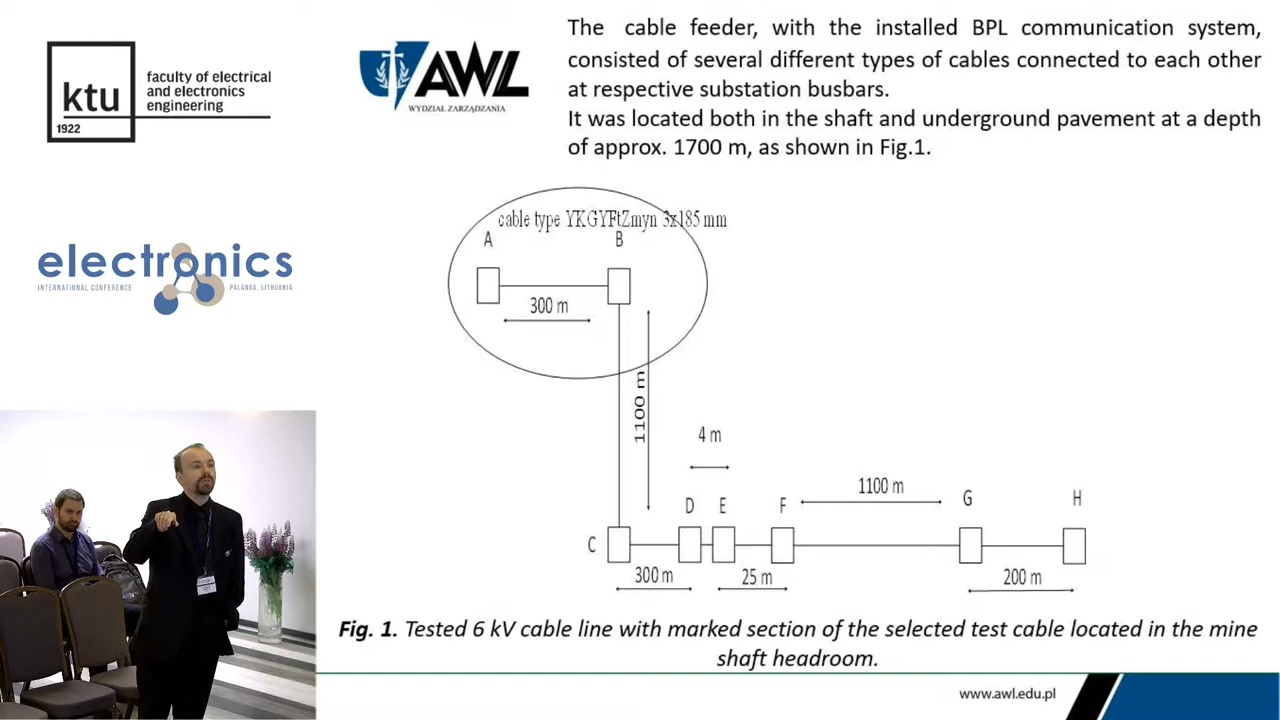 ktu
1922
faculty of electrical
and electronics
engineering
AWL
WYDZIAŁ ZARZĄDZANIA
The cable feeder, with the installed BPL communication system,
consisted of several different types of cables connected to each other
at respective substation busbars.
It was located both in the shaft and underground pavement at a depth
of approx. 1700 m, as shown in Fig.1.
electronics
INTERNATIONAL CONFERENCE
PALANGA, LITHUANIA
cable type YKGYFtZmyn 3x185 mm
A
B
300 m
1100 m
4 m
D
E
F
1100 m
G
H
C
300 m
25 m
200 m
Fig. 1. Tested 6 kV cable line with marked section of the selected test cable located in the mine
shaft headroom.
www.awl.edu.pl